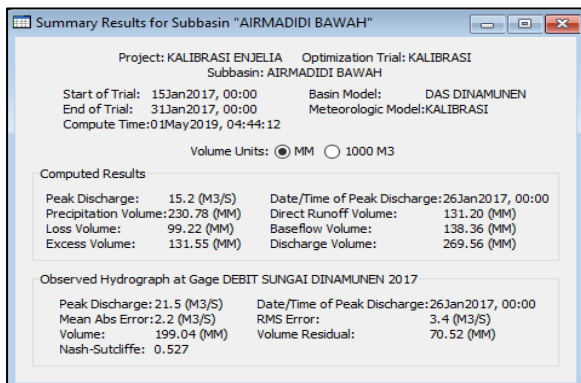 Summary Results for Subbasin "AIRMADIDI BAWAH"
Project: KALIBRASI ENJELIA Optimization Trial: KALIBRASI
Subbasin: AIRMADIDI BAWAH
Start of Trial: 15Jan2017, 00:00 Basin Model: DAS DINAMUNEN
End of Trial: 31Jan2017, 00:00 Meteorologic Model:KALIBRASI
Compute Time:01May2019, 04:44:12
Volume Units: MM 1000 M3
Computed Results
Peak Discharge: 15.2 (M3/S) Date/Time of Peak Discharge:26Jan2017, 00:00
Precipitation Volume:230.78 (MM) Direct Runoff Volume: 131.20 (MM)
Loss Volume: 99.22 (MM) Baseflow Volume: 138.36 (MM)
Excess Volume: 131.55 (MM) Discharge Volume: 269.56 (MM)
Observed Hydrograph at Gage DEBIT SUNGAI DINAMUNEN 2017
Peak Discharge:21.5 (M3/S) Date/Time of Peak Discharge:26Jan2017, 00:00
Mean Abs Error:2.2 (M3/S) RMS Error: 3.4 (M3/S)
Volume: 199.04 (MM) Volume Residual: 70.52 (MM)
Nash-Sutcliffe: 0.527